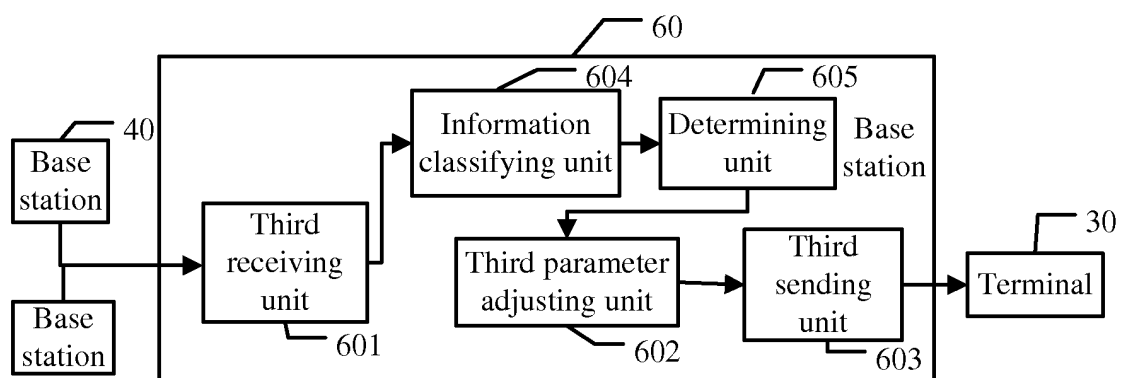 60
604
605
40
Information
classifying unit
Determining
unit
Base
station
Base
station
Third
receiving
unit
601
Third parameter
adjusting unit
602
Third
sending
unit
603
30
Terminal
Base
station